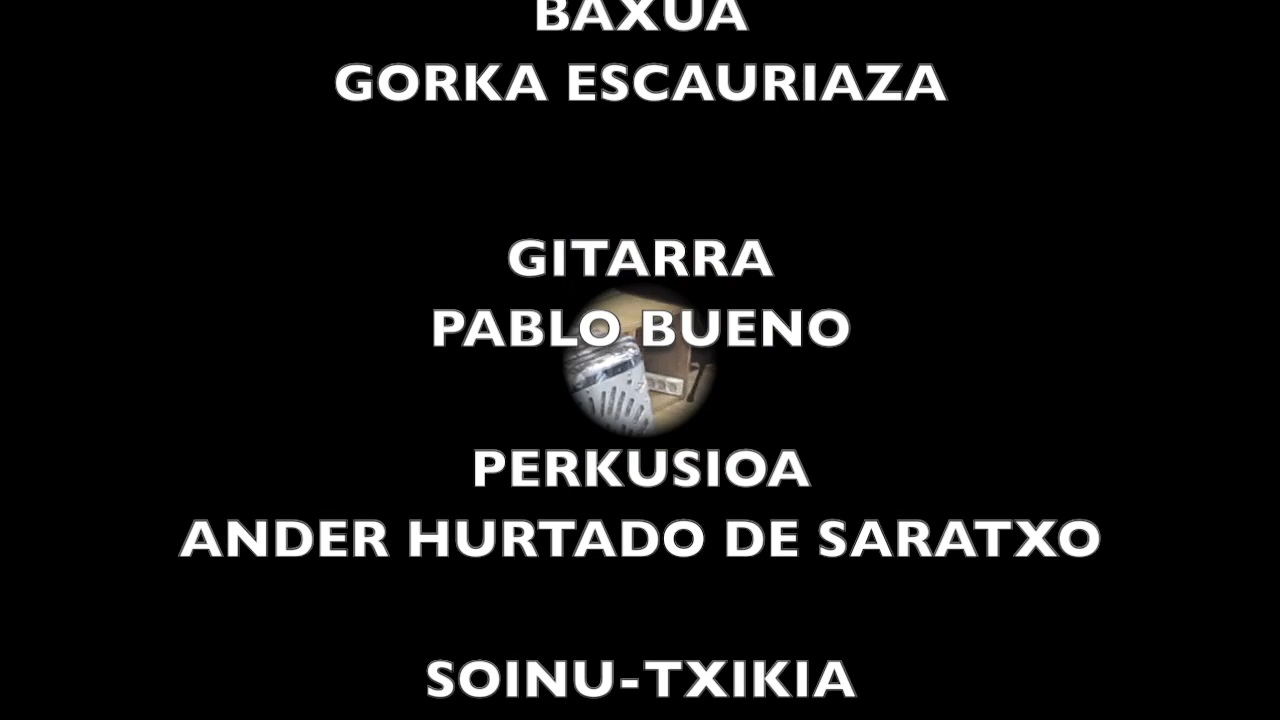 BAXUA
GORKA ESCAURIAZA
GITARRA
PABLO BUENO
PERKUSIOA
ANDER HURTADO DE SARATXO
SOINU-TXIKIA